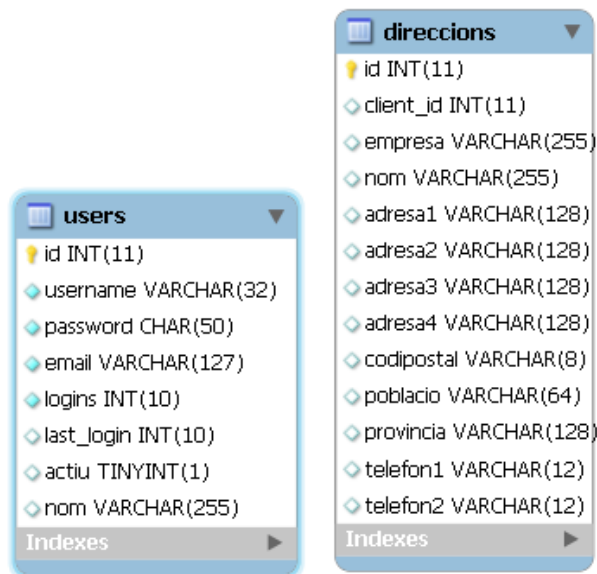 users
id INT(11)
username VARCHAR(32)
password CHAR(50)
email VARCHAR(127)
logins INT(10)
last_login INT(10)
actiu TINYINT(1)
nom VARCHAR(255)
Indexes
direccions
id INT(11)
client_id INT(11)
empresa VARCHAR(255)
nom VARCHAR(255)
adresa1 VARCHAR(128)
adresa2 VARCHAR(128)
adresa3 VARCHAR(128)
adresa4 VARCHAR(128)
codipostal VARCHAR(8)
poblacio VARCHAR(64)
provincia VARCHAR(128)
telefon1 VARCHAR(12)
telefon2 VARCHAR(12)
Indexes